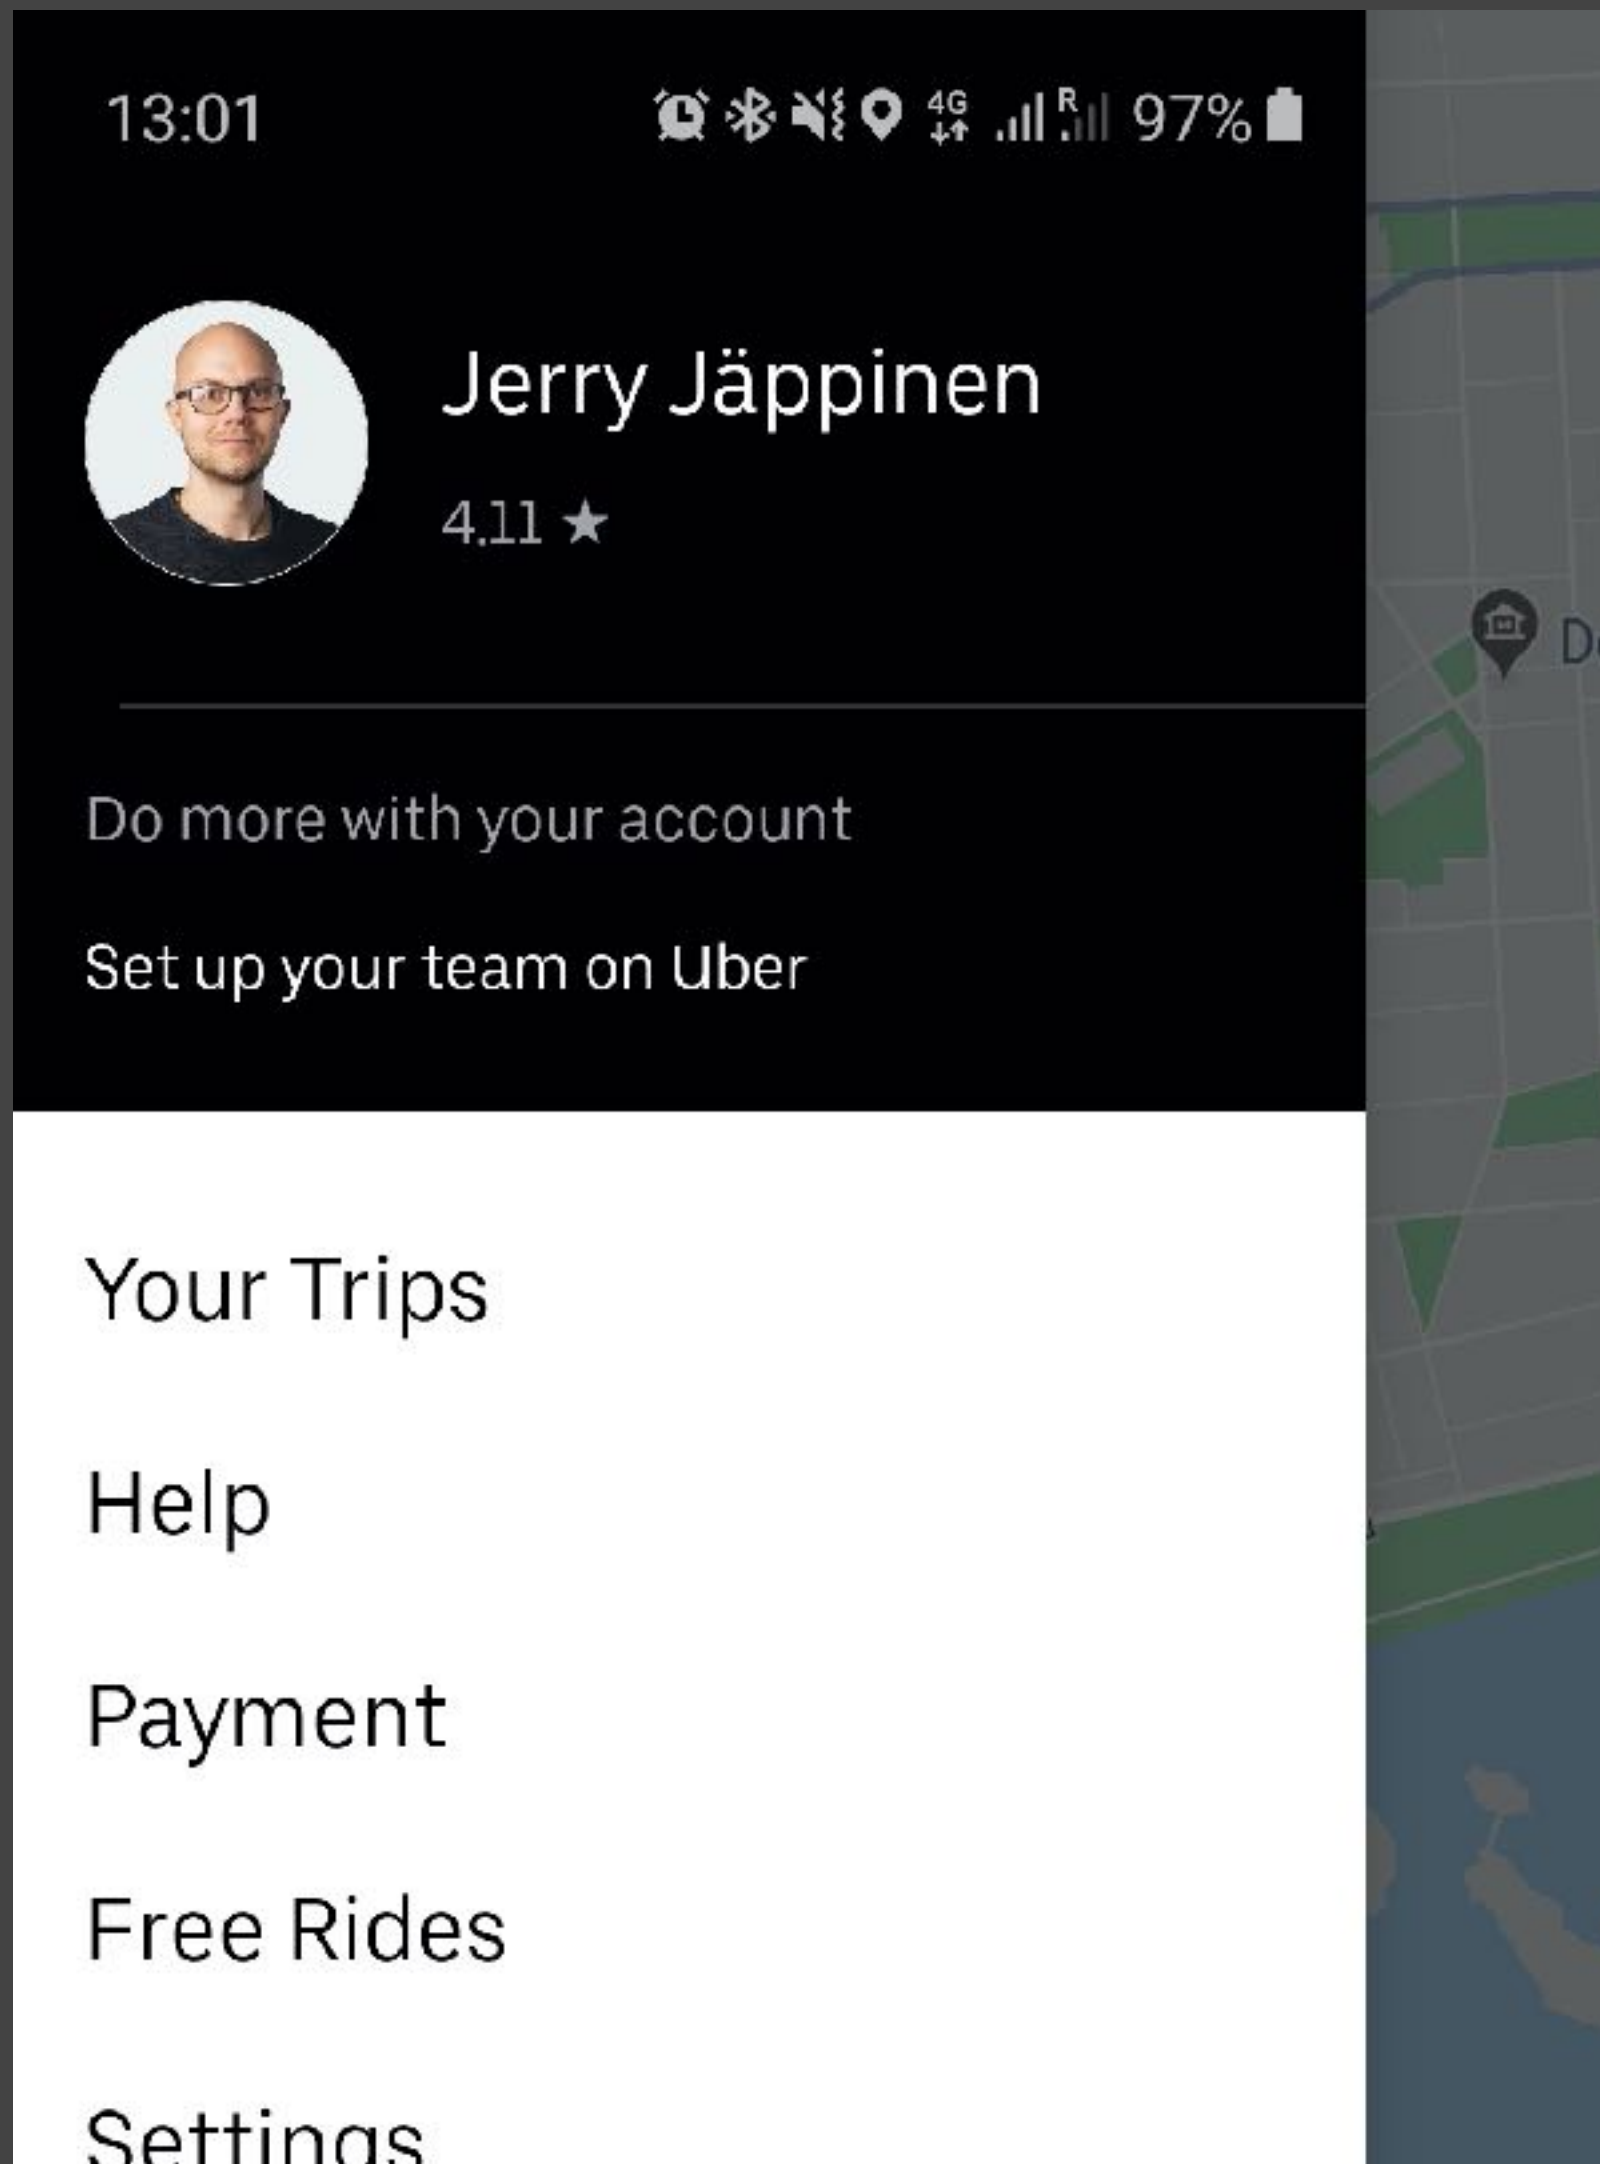 13:01 4G R 97%
Jerry Jäppinen
4.11 ★
Do more with your account
Set up your team on Uber
Your Trips
Help
Payment
Free Rides
Settings